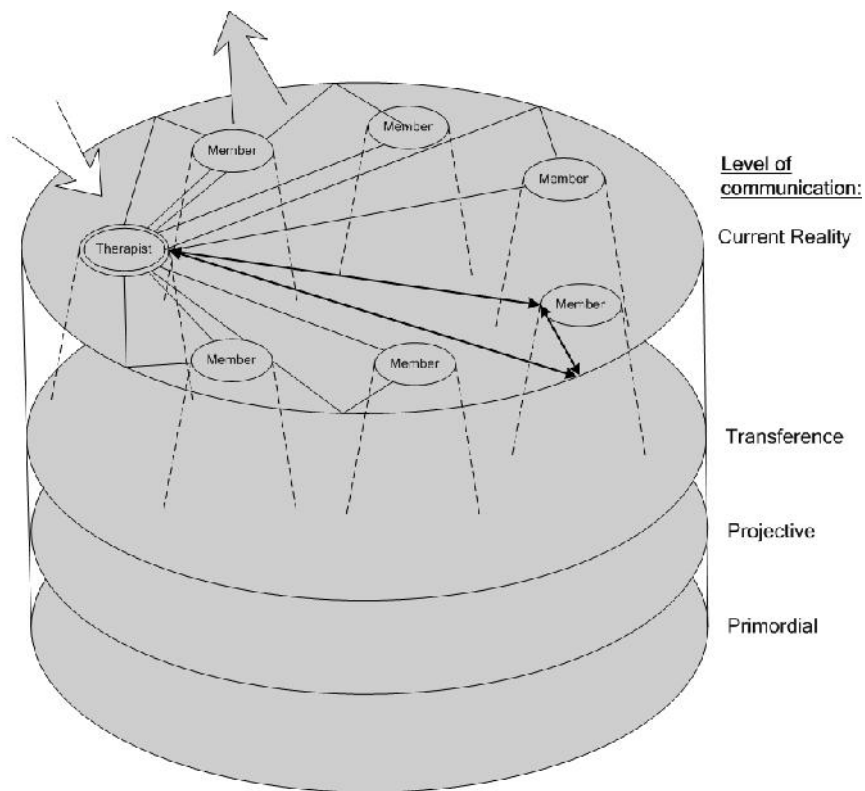 Member
Member
Member
Therapist
Member
Member
Member
Level of
communication:
Current Reality
Transference
Projective
Primordial